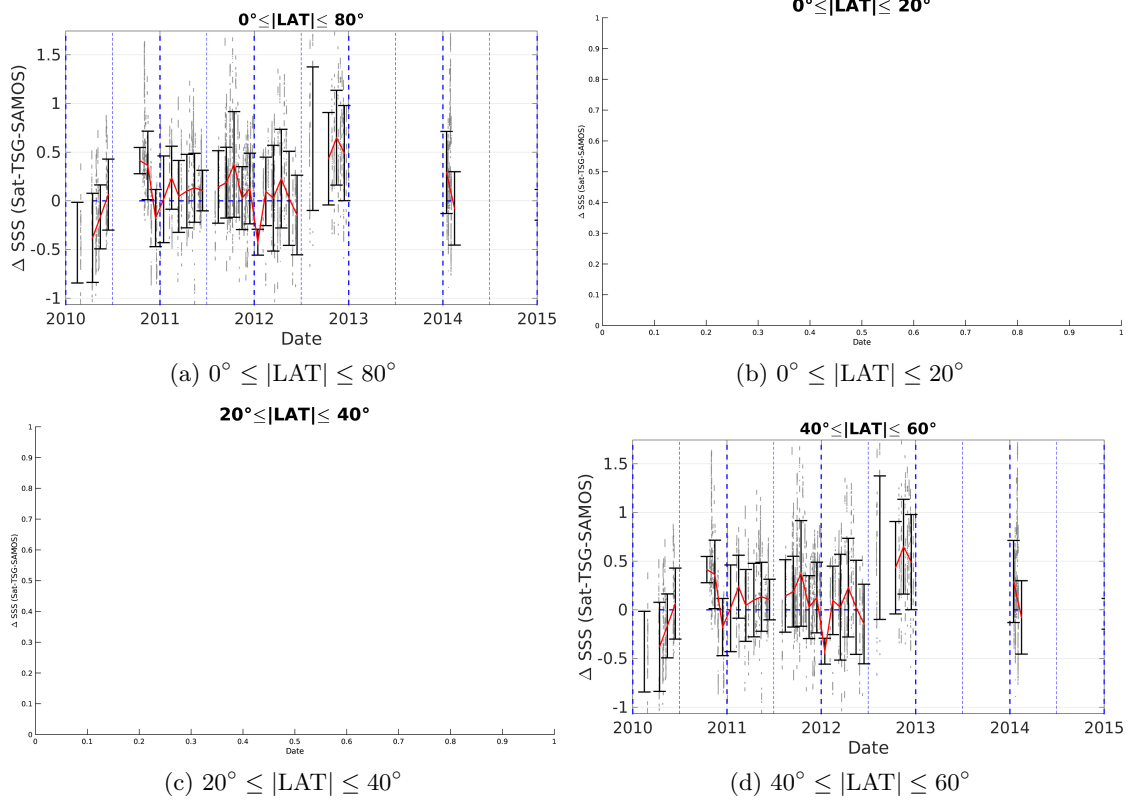 0°≤|LAT|≤ 80°
1.5
1
0.5
0
-0.5
-1
Δ SSS (Sat-TSG-SAMOS)
2010 2011 2012 2013 2014 2015
Date
(a) 0° ≤ |LAT| ≤ 80°
0°≤|LAT|≤ 20°
1
0.9
0.8
0.7
0.6
0.5
0.4
0.3
0.2
0.1
0
Δ SSS (Sat-TSG-SAMOS)
0 0.1 0.2 0.3 0.4 0.5 0.6 0.7 0.8 0.9 1
Date
(b) 0° ≤ |LAT| ≤ 20°
20°≤|LAT|≤ 40°
1
0.9
0.8
0.7
0.6
0.5
0.4
0.3
0.2
0.1
0
Δ SSS (Sat-TSG-SAMOS)
0 0.1 0.2 0.3 0.4 0.5 0.6 0.7 0.8 0.9 1
Date
(c) 20° ≤ |LAT| ≤ 40°
40°≤|LAT|≤ 60°
1.5
1
0.5
0
-0.5
-1
Δ SSS (Sat-TSG-SAMOS)
2010 2011 2012 2013 2014 2015
Date
(d) 40° ≤ |LAT| ≤ 60°